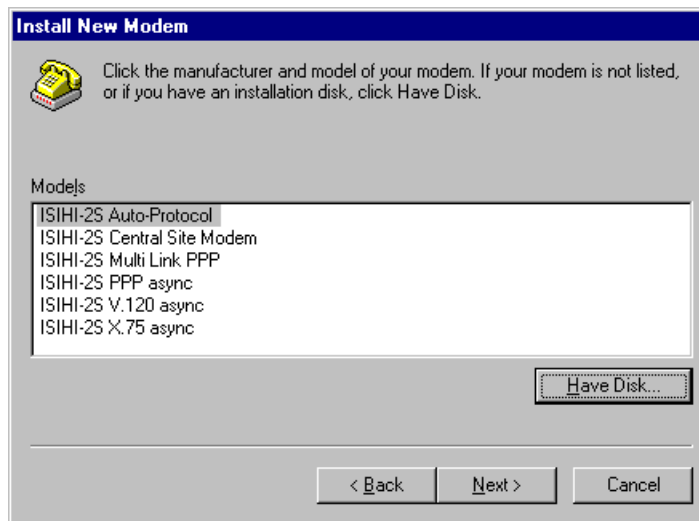 Install New Modem
Click the manufacturer and model of your modem. If your modem is not listed,
or if you have an installation disk, click Have Disk.
Models
ISIHI-2S Auto-Protocol
ISIHI-2S Central Site Modem
ISIHI-2S Multi Link PPP
ISIHI-2S PPP async
ISIHI-2S V.120 async
ISIHI-2S X.75 async
Have Disk...
< Back
Next >
Cancel